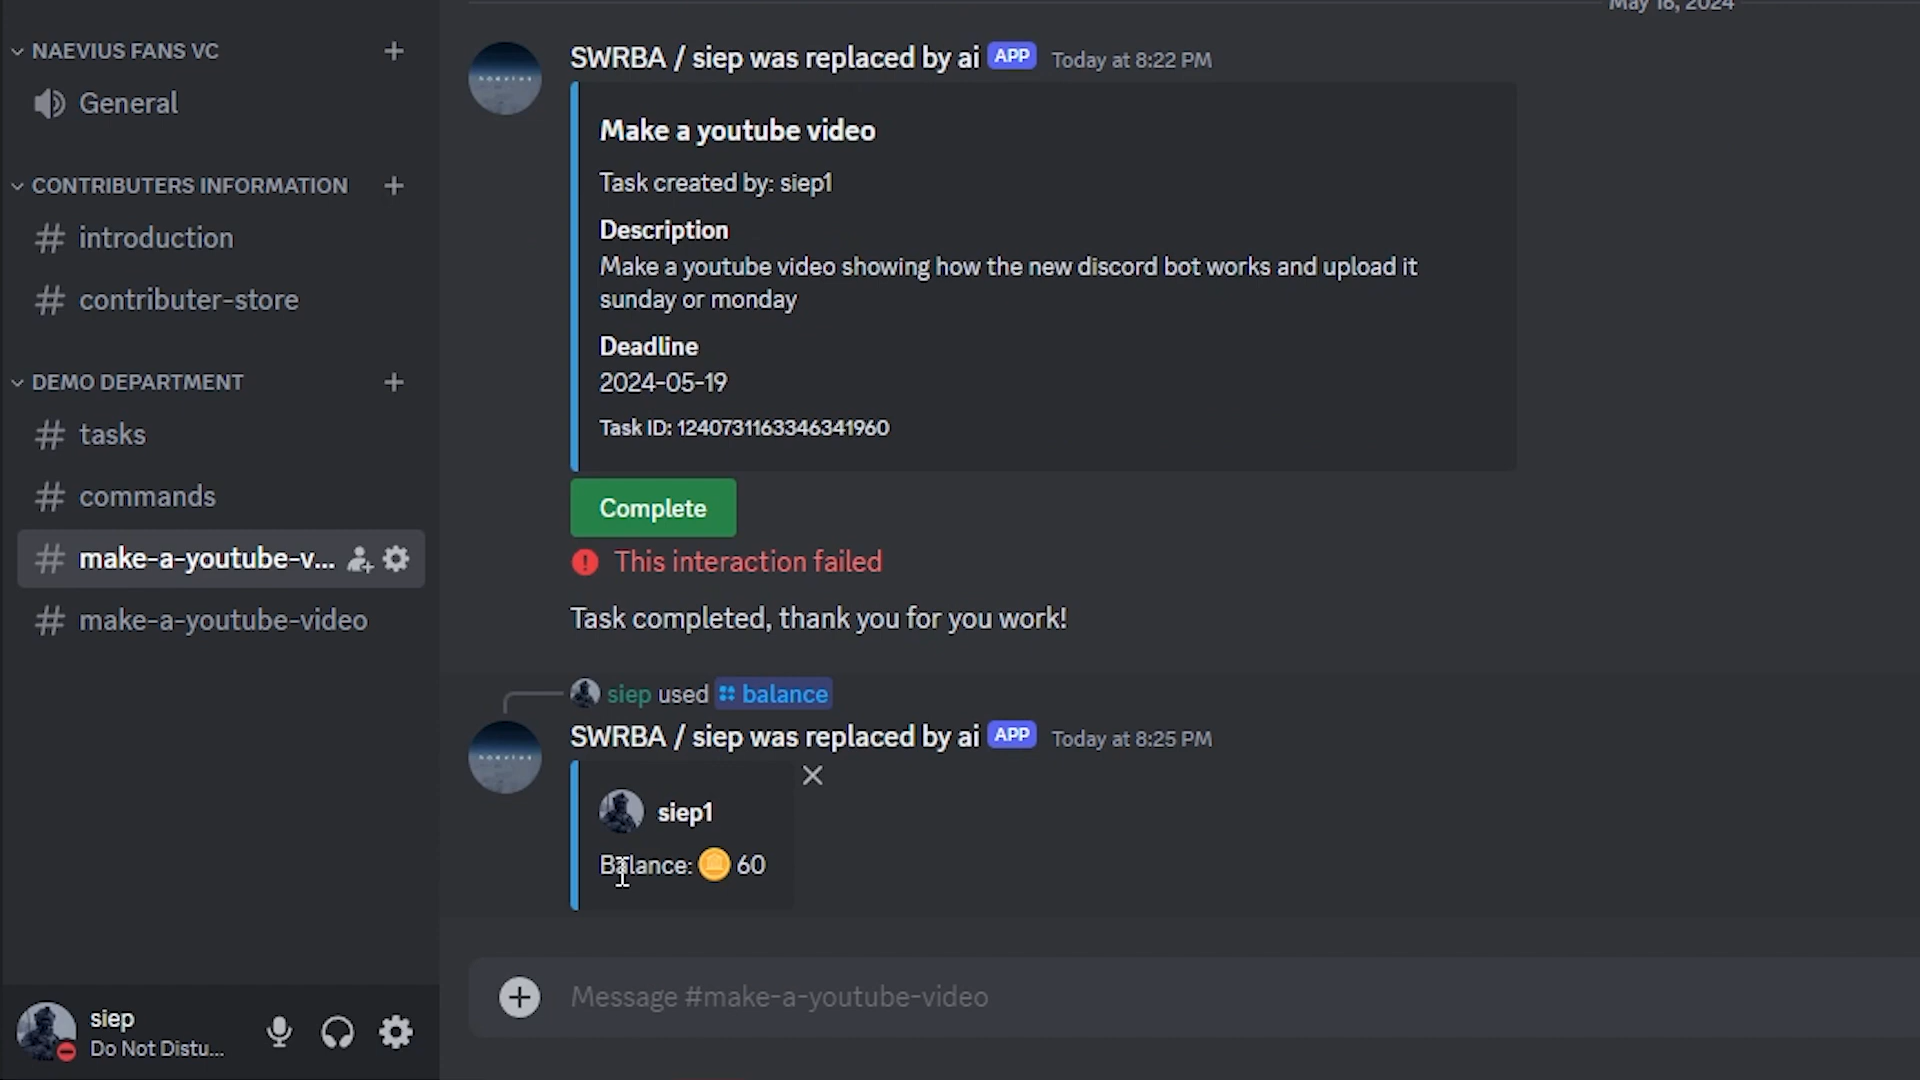 NAEVIUS FANS VC
General
CONTRIBUTERS INFORMATION
# introduction
# contributer-store
DEMO DEPARTMENT
# tasks
# commands
# make-a-youtube-v...
# make-a-youtube-video
siep
Do Not Distu...
May 16, 2024
SWRBA / siep was replaced by ai APP Today at 8:22 PM
Make a youtube video
Task created by: siep1
Description
Make a youtube video showing how the new discord bot works and upload it
sunday or monday
Deadline
2024-05-19
Task ID: 1240731163346341960
Complete
This interaction failed
Task completed, thank you for you work!
siep used balance
SWRBA / siep was replaced by ai APP Today at 8:25 PM
siep1
Balance: 60
Message #make-a-youtube-video